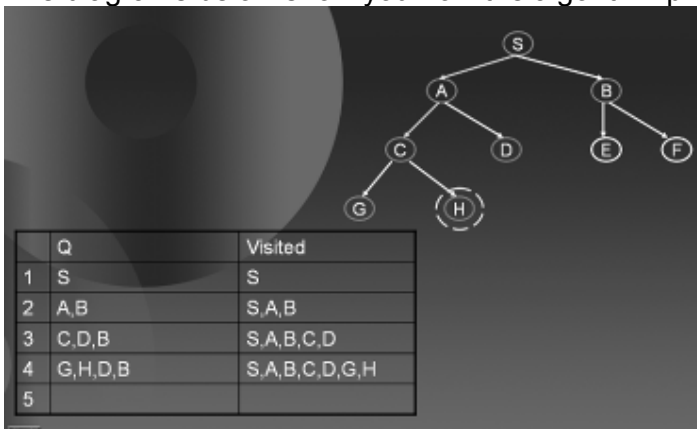 S
A B
C D E F
G H
Q Visited
1 S S
2 A,B S,A,B
3 C,D,B S,A,B,C,D
4 G,H,D,B S,A,B,C,D,G,H
5